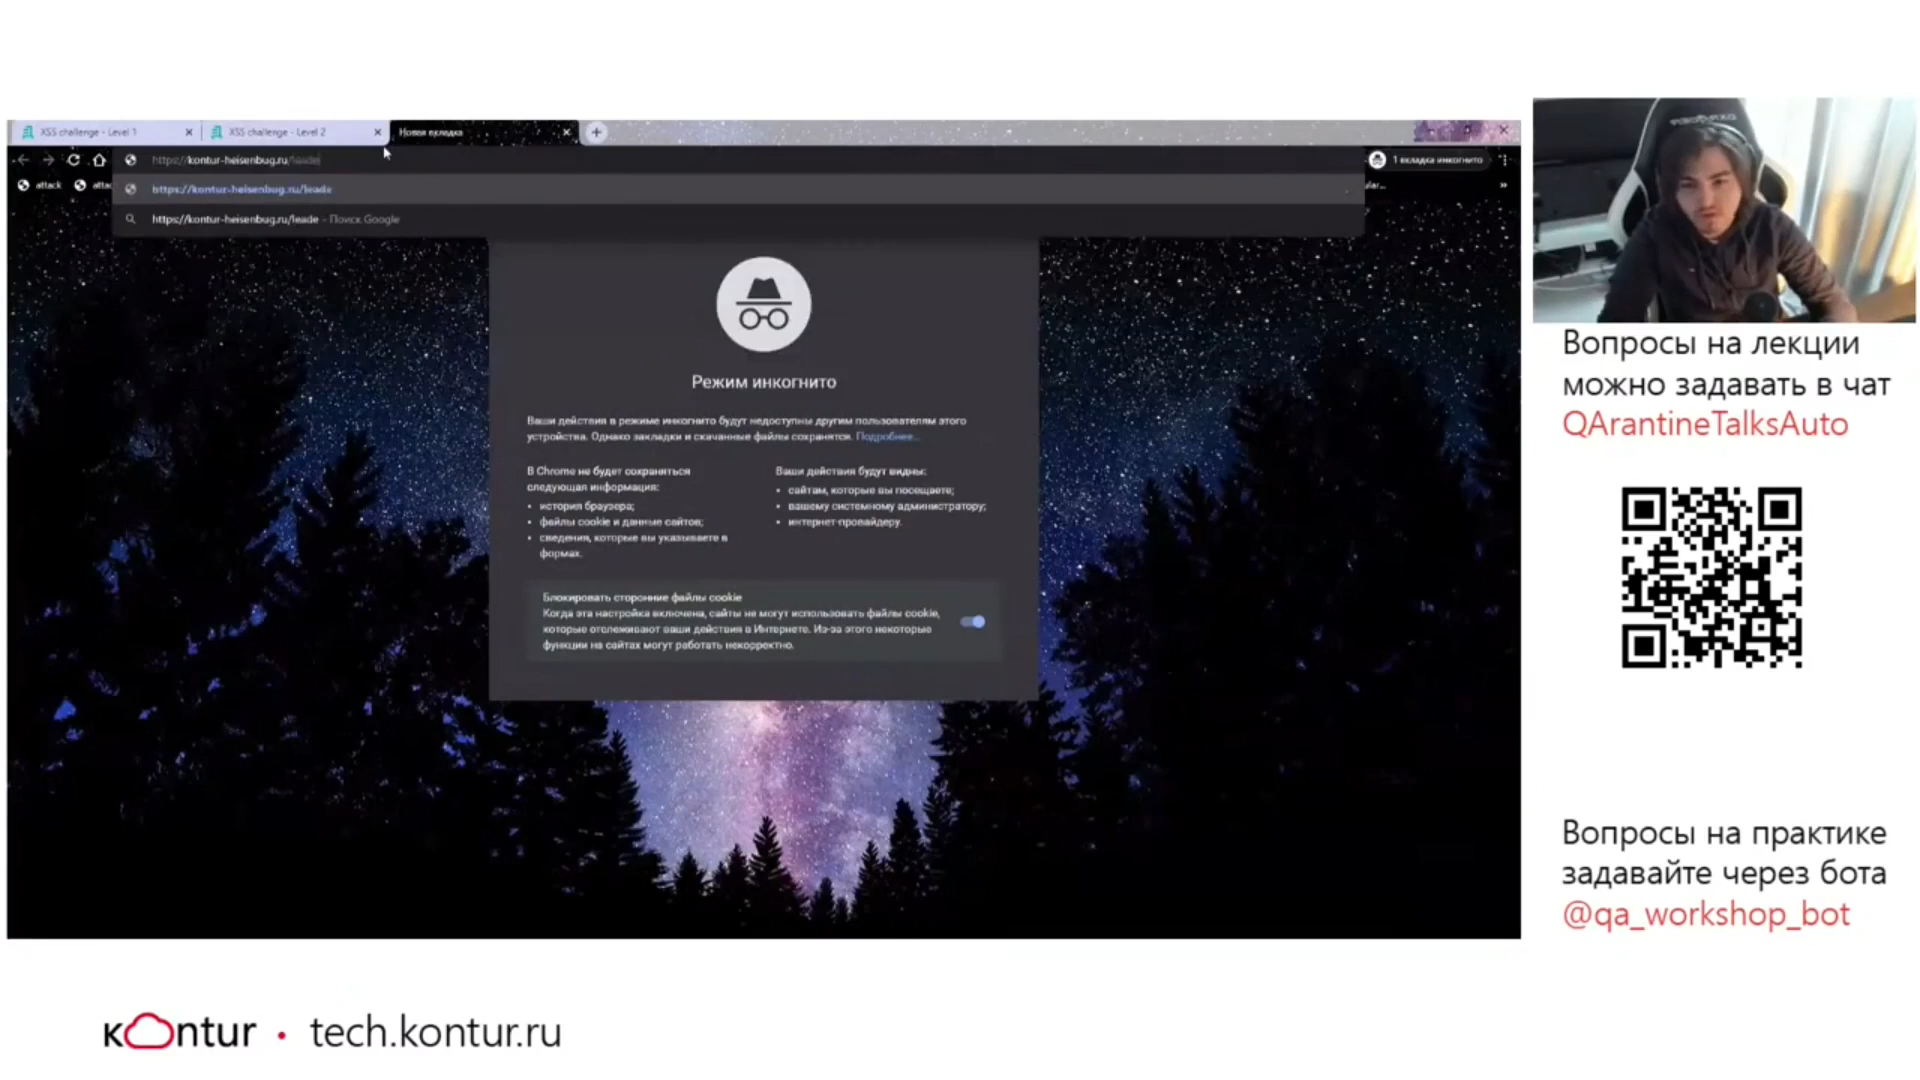 XSS challenge - Level 1
XSS challenge - Level 2
Новая вкладка
https://kontur-heisenbug.ru/leade
1 вкладка инкогнито
attack
https://kontur-heisenbug.ru/leade
https://kontur-heisenbug.ru/leade - Поиск Google
Режим инкогнито
Ваши действия в режиме инкогнито будут недоступны другим пользователям этого
устройства. Однако закладки и скачанные файлы сохранятся. Подробнее...
В Chrome не будет сохраняться
следующая информация:
• история браузера;
• файлы cookie и данные сайтов;
• сведения, которые вы указываете в
формах.
Ваши действия будут видны:
• сайтам, которые вы посещаете;
• вашему системному администратору;
• интернет-провайдеру.
Блокировать сторонние файлы cookie
Когда эта настройка включена, сайты не могут использовать файлы cookie,
которые отслеживают ваши действия в Интернете. Из-за этого некоторые
функции на сайтах могут работать некорректно.
Вопросы на лекции
можно задавать в чат
QArantineTalksAuto
Вопросы на практике
задавайте через бота
@qa_workshop_bot
кontur • tech.kontur.ru